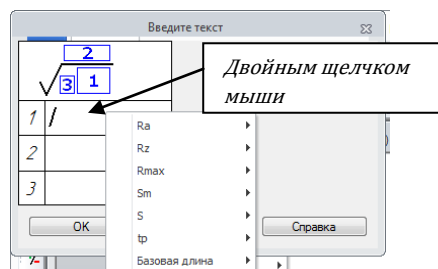 Введите текст
2
3 1
Двойным щелчком
мыши
1
2
3
Ra
Rz
Rmax
Sm
S
tp
Базовая длина
OK
Справка